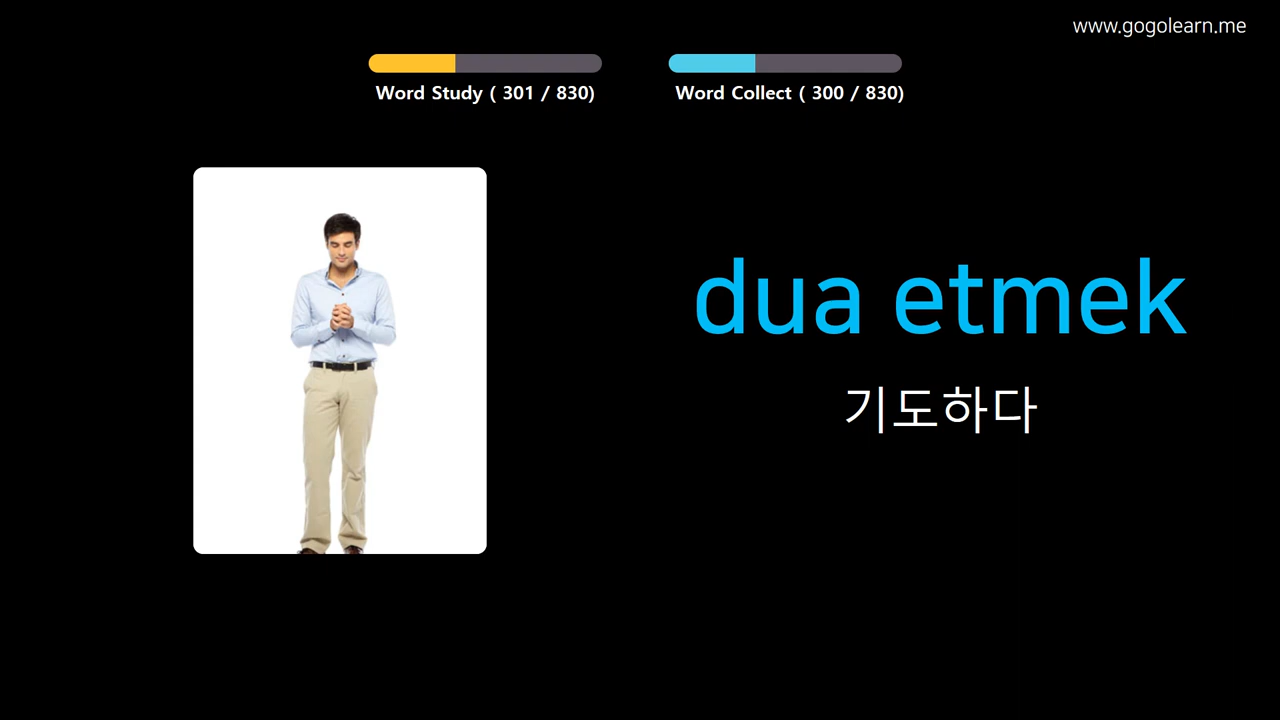 www.gogolearn.me
Word Study ( 301 / 830)
Word Collect ( 300 / 830)
dua etmek
기도하다